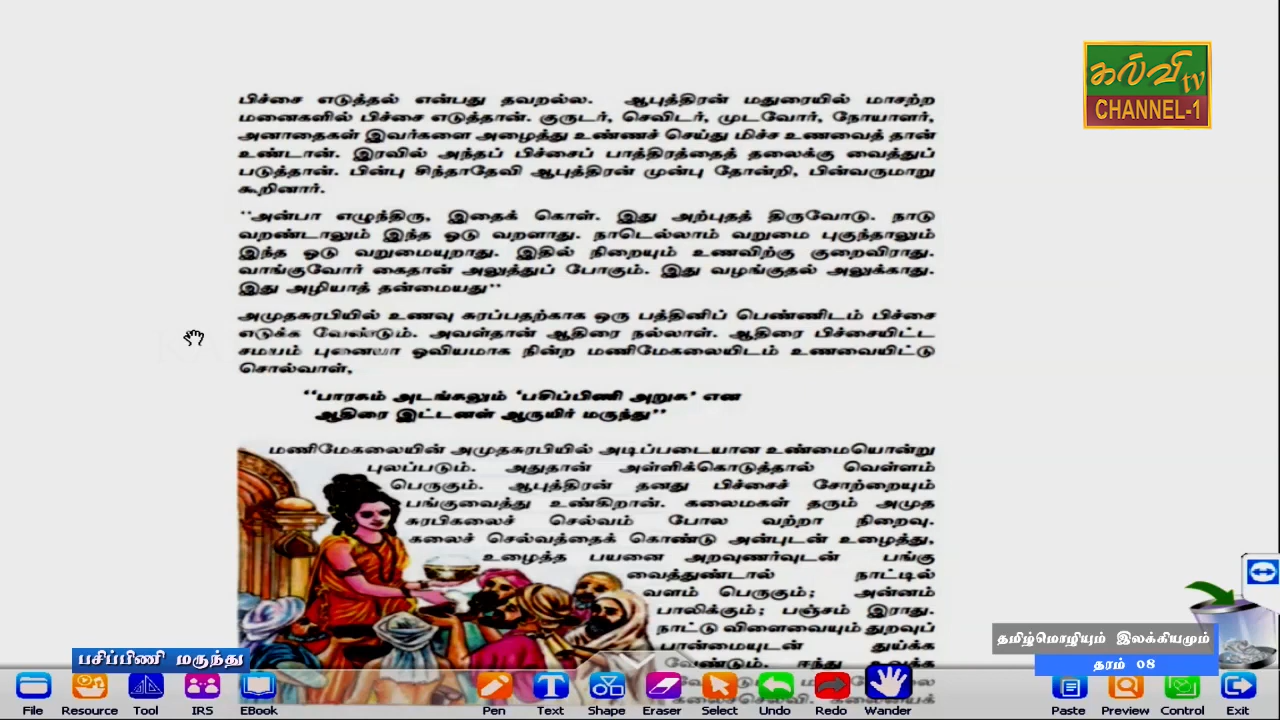 கல்வி tv
CHANNEL-1
பிச்சை எடுத்தல் என்பது தவறல்ல. ஆபுத்திரன் மதுரையில் மாசற்ற
மனைகளில் பிச்சை எடுத்தான். குருடர், செவிடர், முடவோர், நோயாளர்,
அனாதைகள் இவர்களை அழைத்து உண்ணச் செய்து மிச்ச உணவைத் தான்
உண்டான். இரவில் அந்தப் பிச்சைப் பாத்திரத்தைத் தலைக்கு வைத்துப்
படுத்தான். பின்பு சிந்தாதேவி ஆபுத்திரன் முன்பு தோன்றி, பின்வருமாறு
கூறினார்.
"அன்பா எழுந்திரு, இதைக் கொள். இது அற்புதத் திருவோடு. நாடு
வறண்டாலும் இந்த ஓடு வறளாது. நாடெல்லாம் வறுமை புகுந்தாலும்
இந்த ஓடு வறுமையுறாது. இதில் நிறையும் உணவிற்கு குறைவிராது.
வாங்குவோர் கைதான் அலுத்துப் போகும். இது வழங்குதல் அலுக்காது.
இது அழியாத் தன்மையது"
அமுதசுரபியில் உணவு சுரப்பதற்காக ஒரு பத்தினிப் பெண்ணிடம் பிச்சை
எடுக்க வேண்டும். அவள்தான் ஆதிரை நல்லாள். ஆதிரை பிச்சையிட்ட
சமயம் புனையா ஓவியமாக நின்ற மணிமேகலையிடம் உணவையிட்டு
சொல்வாள்,
"பாரகம் அடங்கலும் 'பசிப்பிணி அறுக' என
ஆதிரை இட்டனள் ஆருயிர் மருந்து"
மணிமேகலையின் அமுதசுரபியில் அடிப்படையான உண்மையொன்று
புலப்படும். அதுதான் அள்ளிக்கொடுத்தால் வெள்ளம்
பெருகும். ஆபுத்திரன் தனது பிச்சைச் சோற்றையும்
பங்குவைத்து உண்கிறான். கலைமகள் தரும் அமுத
சுரபிகலைச் செல்வம் போல வற்றா நிறைவு.
கலைச் செல்வத்தைக் கொண்டு அன்புடன் உழைத்து,
உழைத்த பயனை அறவுணர்வுடன் பங்கு
வைத்துண்டால் நாட்டில்
வளம் பெருகும்; அன்னம்
பாலிக்கும்; பஞ்சம் இராது.
நாட்டு விளைவையும் துறவுப்
பான்மையுடன் துய்க்க
வேண்டும். ஈந்து
தமிழ்மொழியும் இலக்கியமும்
தரம் 08
பசிப்பிணி மருந்து
File Resource Tool IRS EBook Pen Text Shape Eraser Select Undo Redo Wander Paste Preview Control Exit